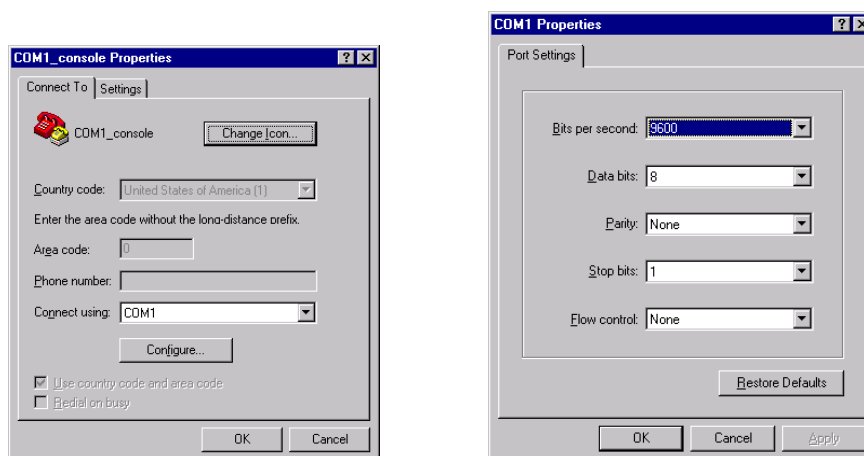 COM1_console Properties
Connect To Settings
COM1_console Change Icon...
Country code: United States of America (1)
Enter the area code without the long-distance prefix.
Area code: 0
Phone number:
Connect using: COM1
Configure...
Use country code and area code
Redial on busy
OK Cancel
COM1 Properties
Port Settings
Bits per second: 9600
Data bits: 8
Parity: None
Stop bits: 1
Flow control: None
Restore Defaults
OK Cancel Apply